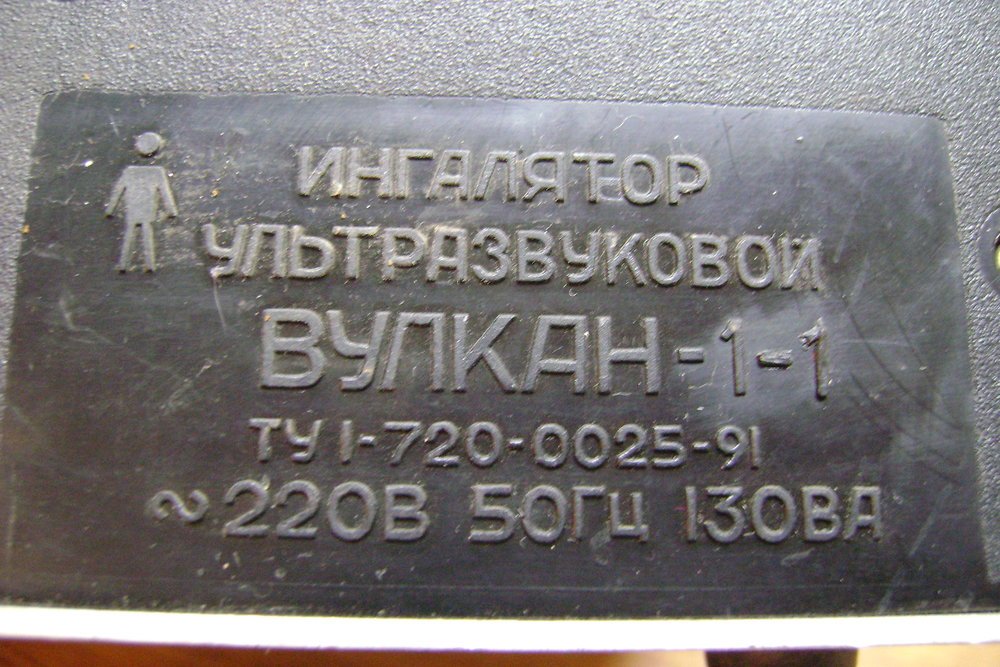 ИНГАЛЯТОР
УЛЬТРАЗВУКОВОЙ
ВУЛКАН-1-1
ТУ 1-720-0025-91
~220В 50ГЦ 130ВА